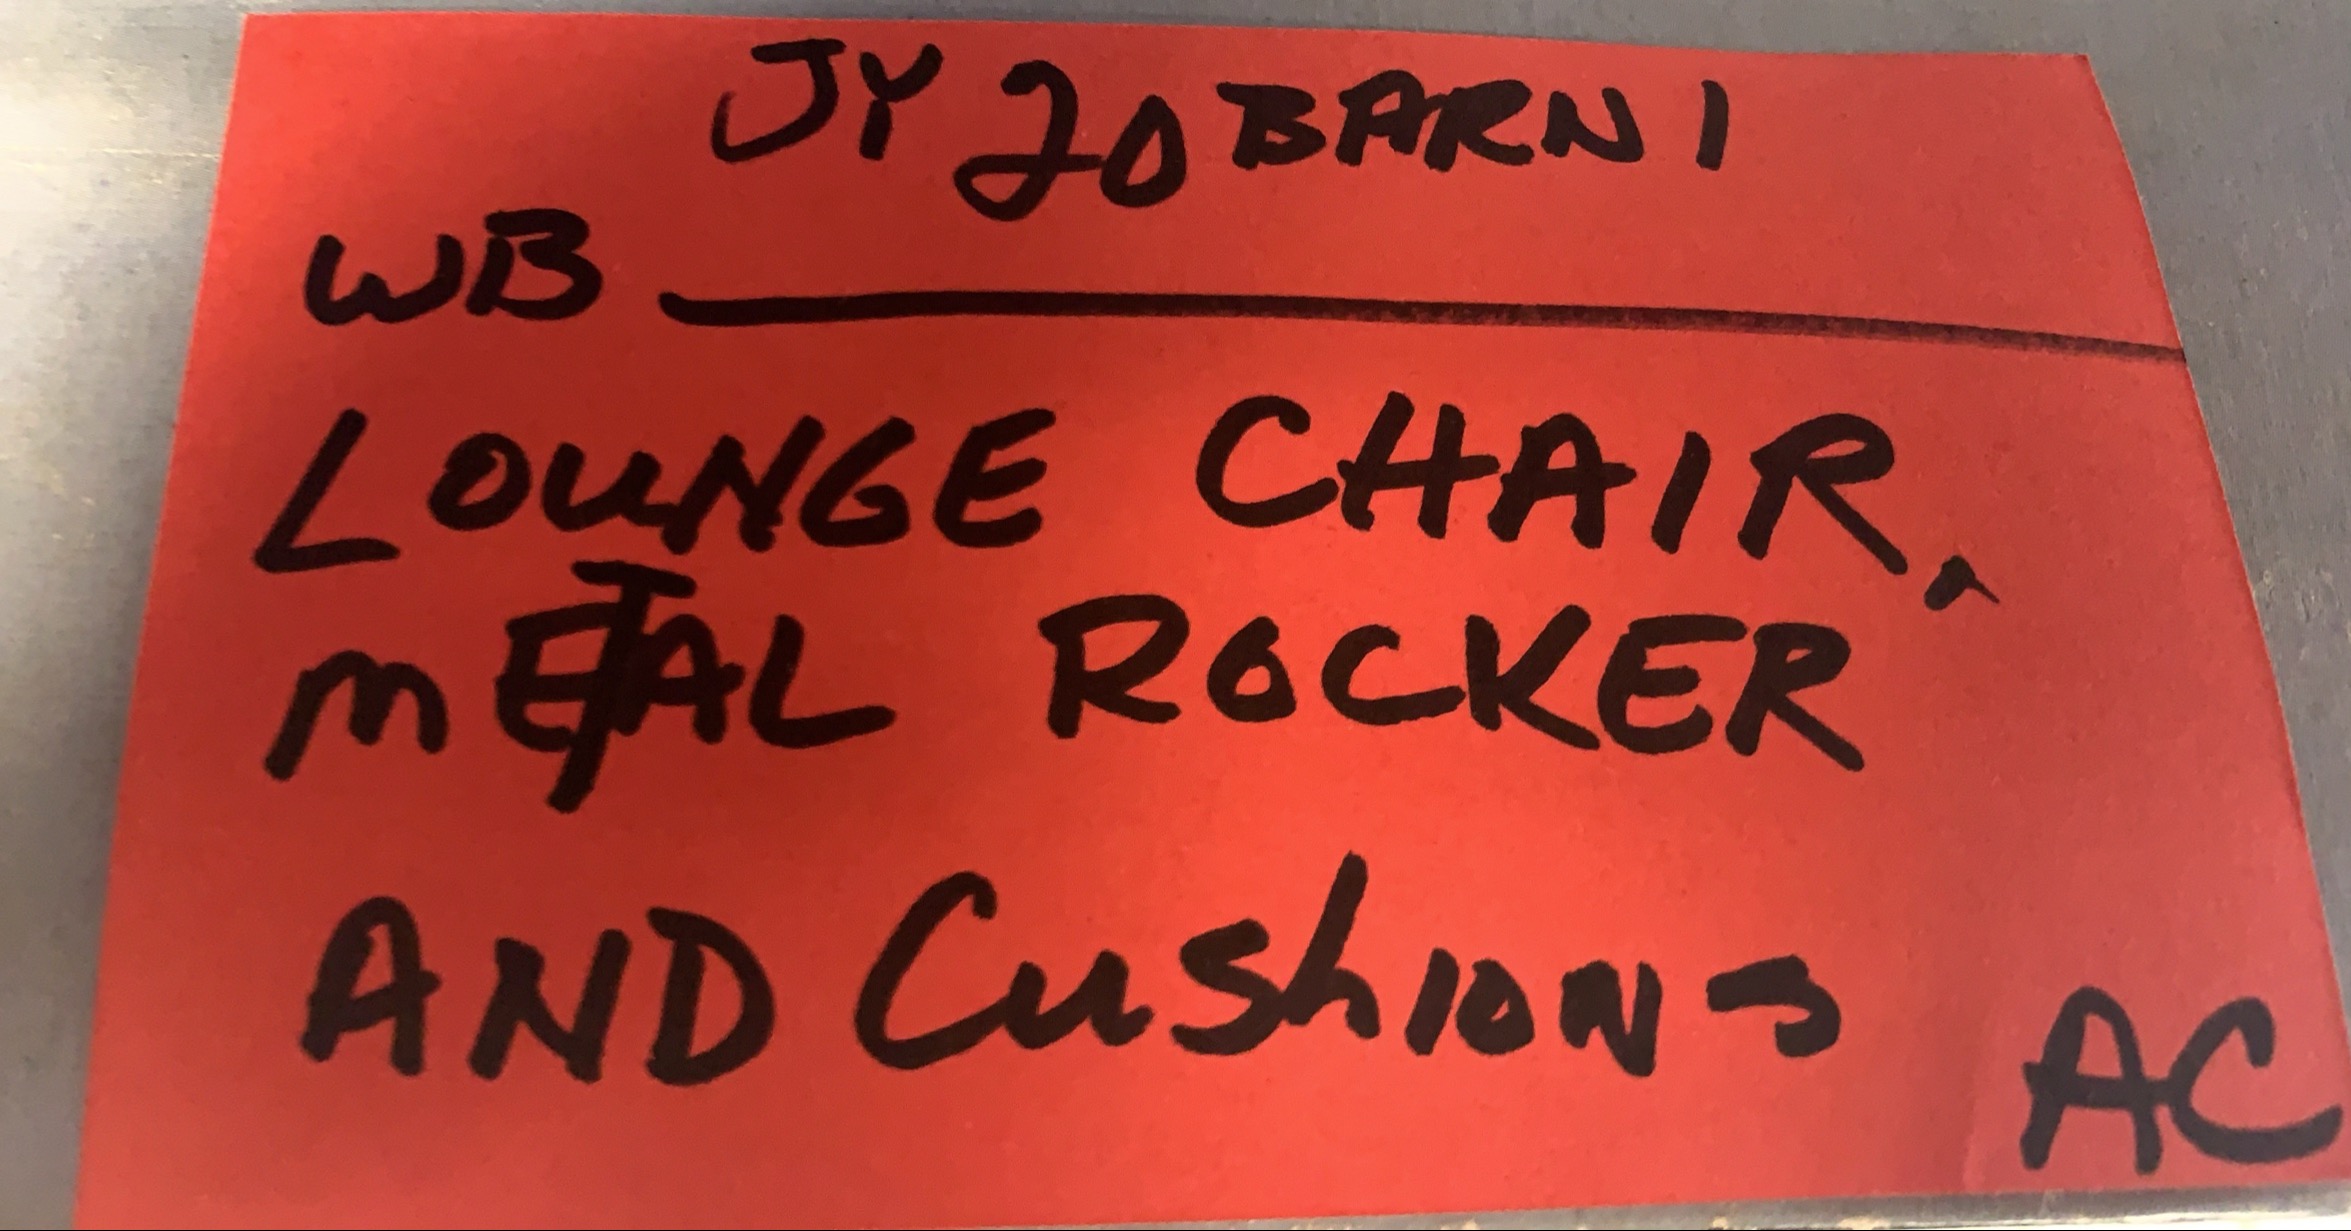 JY 20 BARN 1
WB
LOUNGE CHAIR,
METAL ROCKER
AND CusHIONS
AC